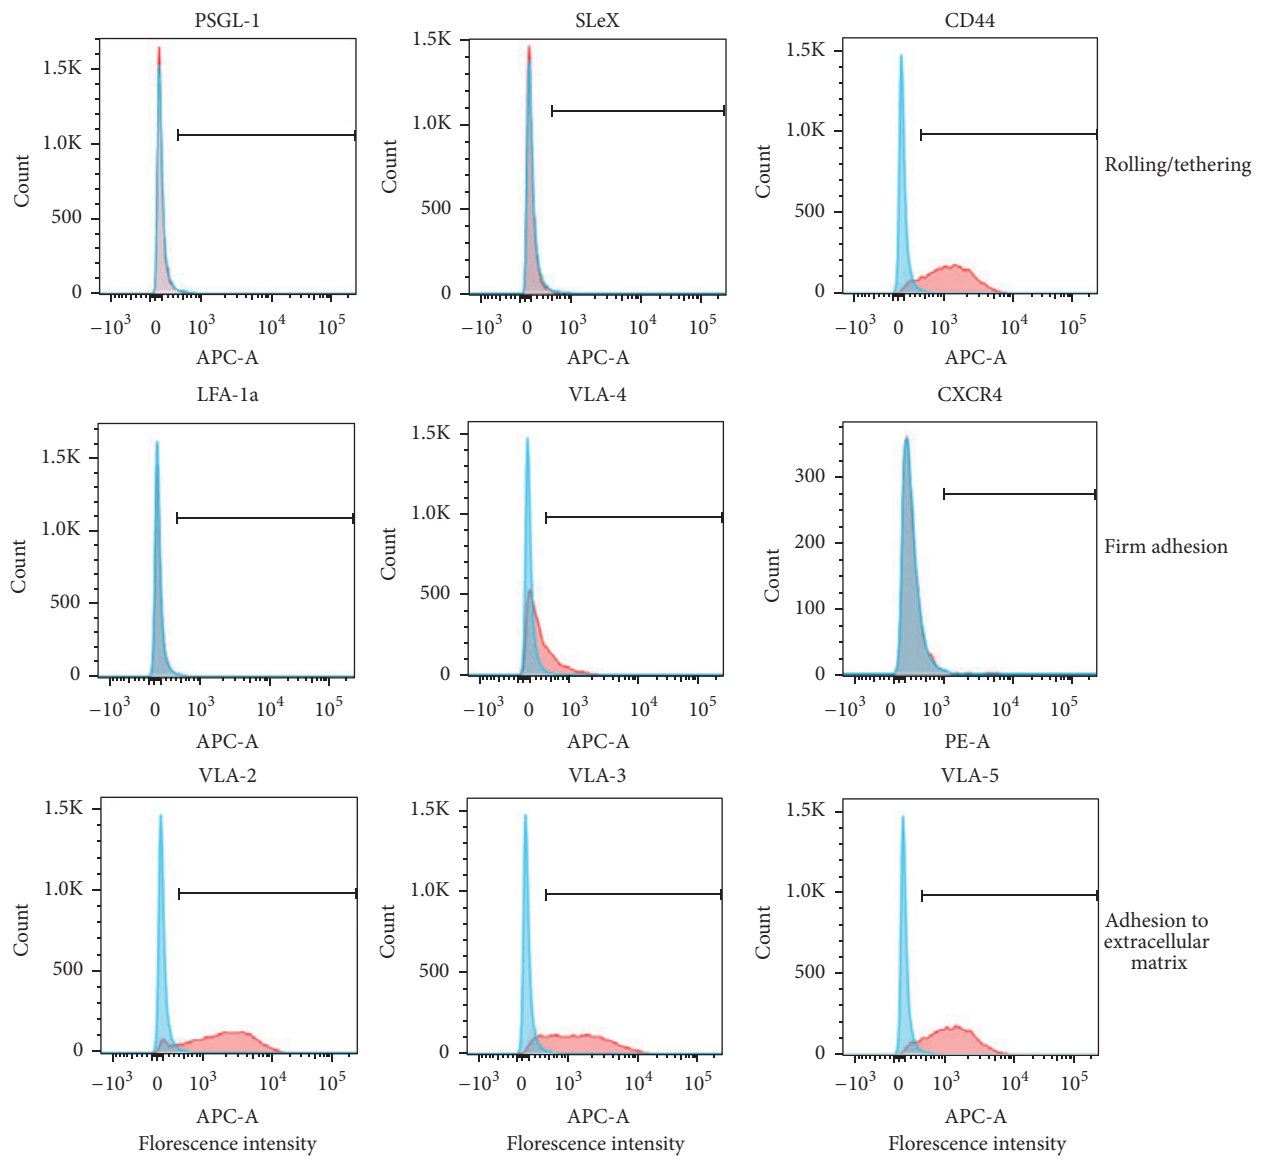 PSGL-1
1.5K
1.0K
500
0
Count
−10³ 0 10³ 10⁴ 10⁵
APC-A
SLeX
1.5K
1.0K
500
0
Count
−10³ 0 10³ 10⁴ 10⁵
APC-A
CD44
1.5K
1.0K
500
0
Count
−10³ 0 10³ 10⁴ 10⁵
APC-A
Rolling/tethering
LFA-1a
1.5K
1.0K
500
0
Count
−10³ 0 10³ 10⁴ 10⁵
APC-A
VLA-4
1.5K
1.0K
500
0
Count
−10³ 0 10³ 10⁴ 10⁵
APC-A
CXCR4
300
200
100
0
Count
−10³ 0 10³ 10⁴ 10⁵
PE-A
Firm adhesion
VLA-2
1.5K
1.0K
500
0
Count
−10³ 0 10³ 10⁴ 10⁵
APC-A
Florescence intensity
VLA-3
1.5K
1.0K
500
0
Count
−10³ 0 10³ 10⁴ 10⁵
APC-A
Florescence intensity
VLA-5
1.5K
1.0K
500
0
Count
−10³ 0 10³ 10⁴ 10⁵
APC-A
Florescence intensity
Adhesion to
extracellular
matrix